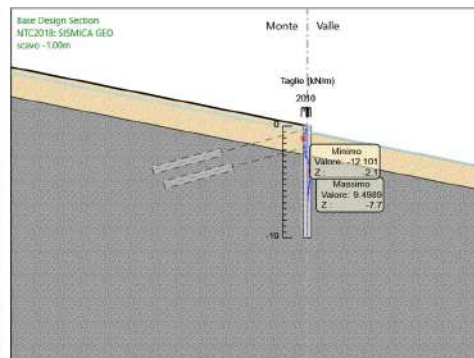 Base Design Section
NTC2018: SISMICA GEO
scavo -1.00m
Monte
Valle
Taglio (kN/m)
0
Minimo
Valore: -12.101
Z : 2.1
Massimo
Valore: 9.4989
Z : -7.7
-10